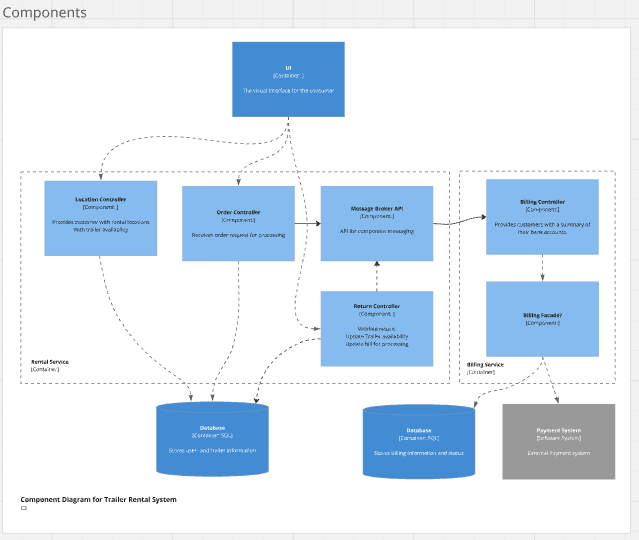 Components
UI
[Container: ]
The visual interface for the consumer
Location Controller
[Component: ]
Provides customer with rental locations
With trailer availability
Order Controller
[Component: ]
Receives order request for processing
Message Broker API
[Component: ]
API for component messaging
Billing Controller
[Component: ]
Provides customers with a summary of
their bank accounts.
Return Controller
[Component: ]
return
Update Trailer availability
Update bill for processing
Billing Facade?
[Component: ]
Rental Service
[Container]
Billing Service
[Container]
Database
[Container: SQL]
Stores user- and trailer information
Database
[Container: SQL]
Stores billing information and status
Payment System
[Software System]
External Payment system
Component Diagram for Trailer Rental System